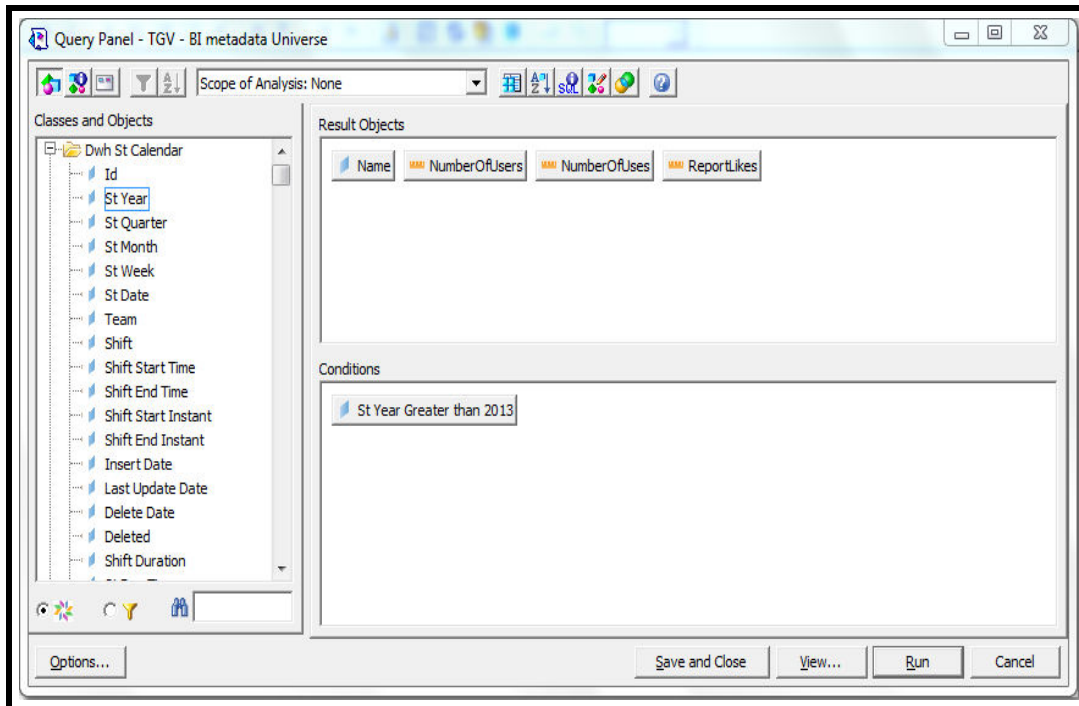 Query Panel - TGV - BI metadata Universe
Scope of Analysis: None
Classes and Objects
Dwh St Calendar
Id
St Year
St Quarter
St Month
St Week
St Date
Team
Shift
Shift Start Time
Shift End Time
Shift Start Instant
Shift End Instant
Insert Date
Last Update Date
Delete Date
Deleted
Shift Duration
Result Objects
Name NumberOfUsers NumberOfUses ReportLikes
Conditions
St Year Greater than 2013
Options... Save and Close View... Run Cancel